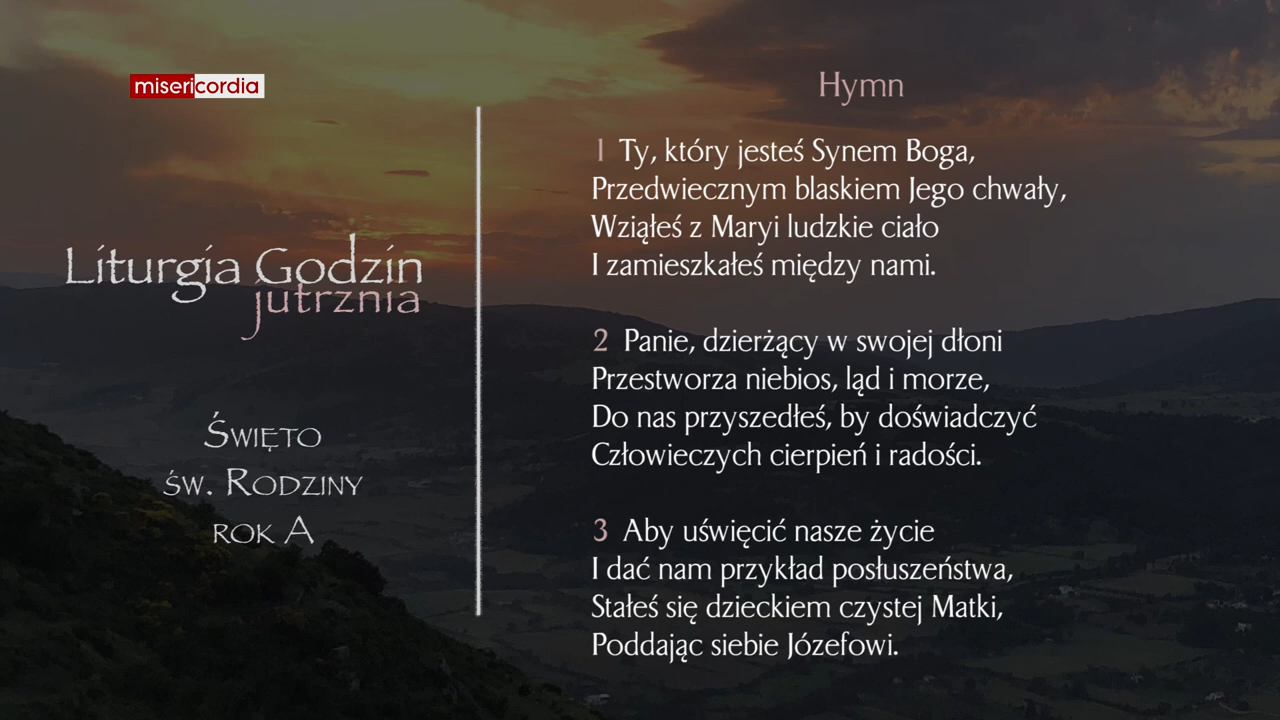 misericordia
Liturgia Godzin
jutrznia
Święto
św. Rodziny
rok A
Hymn
1 Ty, który jesteś Synem Boga,
Przedwiecznym blaskiem Jego chwały,
Wziąłeś z Maryi ludzkie ciało
I zamieszkałeś między nami.
2 Panie, dzierżący w swojej dłoni
Przestworza niebios, ląd i morze,
Do nas przyszedłeś, by doświadczyć
Człowieczych cierpień i radości.
3 Aby uświęcić nasze życie
I dać nam przykład posłuszeństwa,
Stałeś się dzieckiem czystej Matki,
Poddając siebie Józefowi.